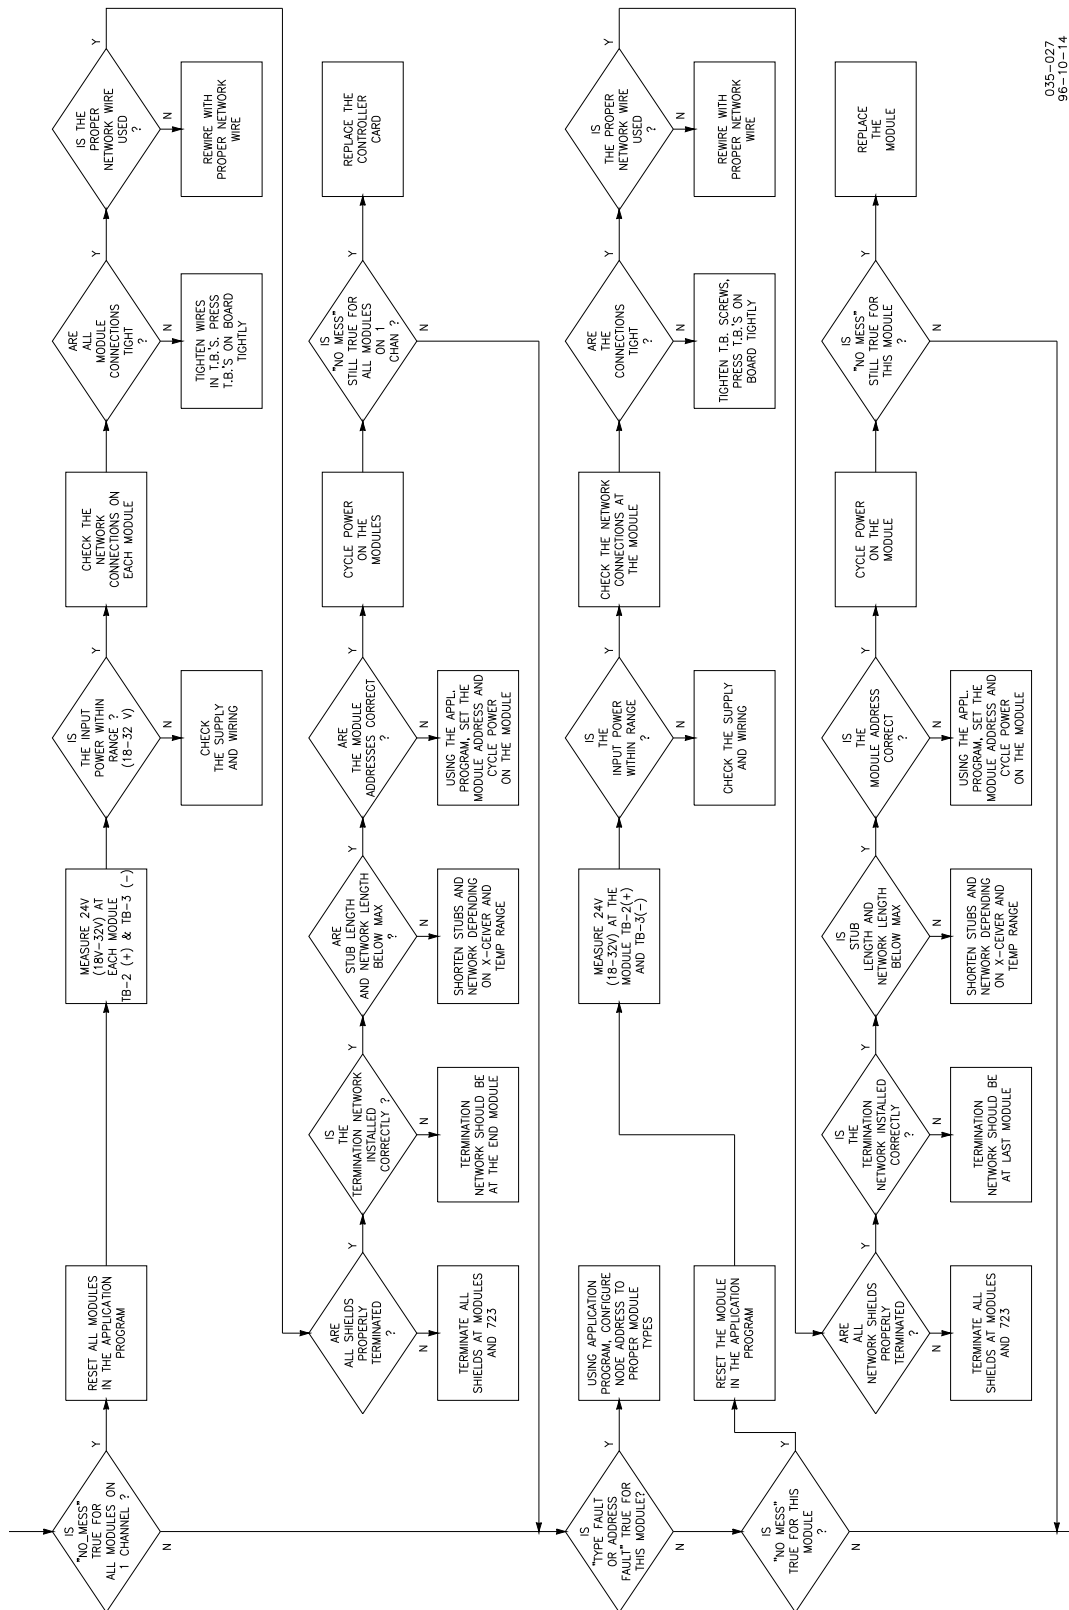 IS
"NO_MESS"
TRUE FOR
ALL MODULES ON
1 CHANNEL ?
Y
N
RESET ALL MODULES
IN THE APPLICATION
PROGRAM
MEASURE 24V
(18V-32V) AT
EACH MODULE
TB-2 (+) & TB-3 (-)
IS
THE INPUT
POWER WITHIN
RANGE ?
(18-32 V)
Y
N
CHECK
THE SUPPLY
AND WIRING
CHECK THE
NETWORK
CONNECTIONS ON
EACH MODULE
ARE
ALL
MODULE
CONNECTIONS
TIGHT
?
Y
N
TIGHTEN WIRES
IN T.B.'S. PRESS
T.B.'S ON BOARD
TIGHTLY
IS THE
PROPER
NETWORK WIRE
USED
?
Y
N
REWIRE WITH
PROPER NETWORK
WIRE
ARE
ALL SHIELDS
PROPERLY
TERMINATED
?
Y
N
TERMINATE ALL
SHIELDS AT MODULES
AND 723
IS
THE
TERMINATION NETWORK
INSTALLED
CORRECTLY ?
Y
N
TERMINATION
NETWORK SHOULD BE
AT THE END MODULE
ARE
STUB LENGTH
AND NETWORK LENGTH
BELOW MAX
?
Y
N
SHORTEN STUBS AND
NETWORK DEPENDING
ON X-CEIVER AND
TEMP RANGE
ARE
THE MODULE
ADDRESSES CORRECT
?
Y
N
USING THE APPL.
PROGRAM, SET THE
MODULE ADDRESS AND
CYCLE POWER
ON THE MODULE
CYCLE POWER
ON THE
MODULES
IS
"NO MESS"
STILL TRUE FOR
ALL MODULES
ON 1
CHAN ?
Y
N
REPLACE THE
CONTROLLER
CARD
IS
"TYPE FAULT
OR ADDRESS
FAULT" TRUE FOR
THIS MODULE?
Y
N
USING APPLICATION
PROGRAM, CONFIGURE
NODE ADDRESS TO
PROPER MODULE
TYPES
IS
"NO MESS"
TRUE FOR THIS
MODULE
?
Y
N
RESET THE MODULE
IN THE APPLICATION
PROGRAM
MEASURE 24V
(18-32V) AT THE
MODULE TB-2(+)
AND TB-3(-)
IS
THE
INPUT POWER
WITHIN RANGE
?
Y
N
CHECK THE SUPPLY
AND WIRING
CHECK THE NETWORK
CONNECTIONS AT
THE MODULE
ARE
THE
CONNECTIONS
TIGHT
?
Y
N
TIGHTEN T.B. SCREWS,
PRESS T.B.'S ON
BOARD TIGHTLY
IS
THE PROPER
NETWORK WIRE
USED
?
Y
N
REWIRE WITH
PROPER NETWORK
WIRE
ARE
ALL
NETWORK SHIELDS
PROPERLY
TERMINATED
?
Y
N
TERMINATE ALL
SHIELDS AT MODULES
AND 723
IS
THE
TERMINATION
NETWORK INSTALLED
CORRECTLY
?
Y
N
TERMINATION
NETWORK SHOULD BE
AT LAST MODULE
IS
STUB
LENGTH AND
NETWORK LENGTH
BELOW MAX
?
Y
N
SHORTEN STUBS AND
NETWORK DEPENDING
ON X-CEIVER AND
TEMP RANGE
IS
THE
MODULE ADDRESS
CORRECT
?
Y
N
USING THE APPL.
PROGRAM, SET THE
MODULE ADDRESS AND
CYCLE POWER
ON THE MODULE
CYCLE POWER
ON THE
MODULE
IS
"NO MESS"
STILL TRUE FOR
THIS MODULE
?
Y
N
REPLACE
THE
MODULE
035-027
96-10-14